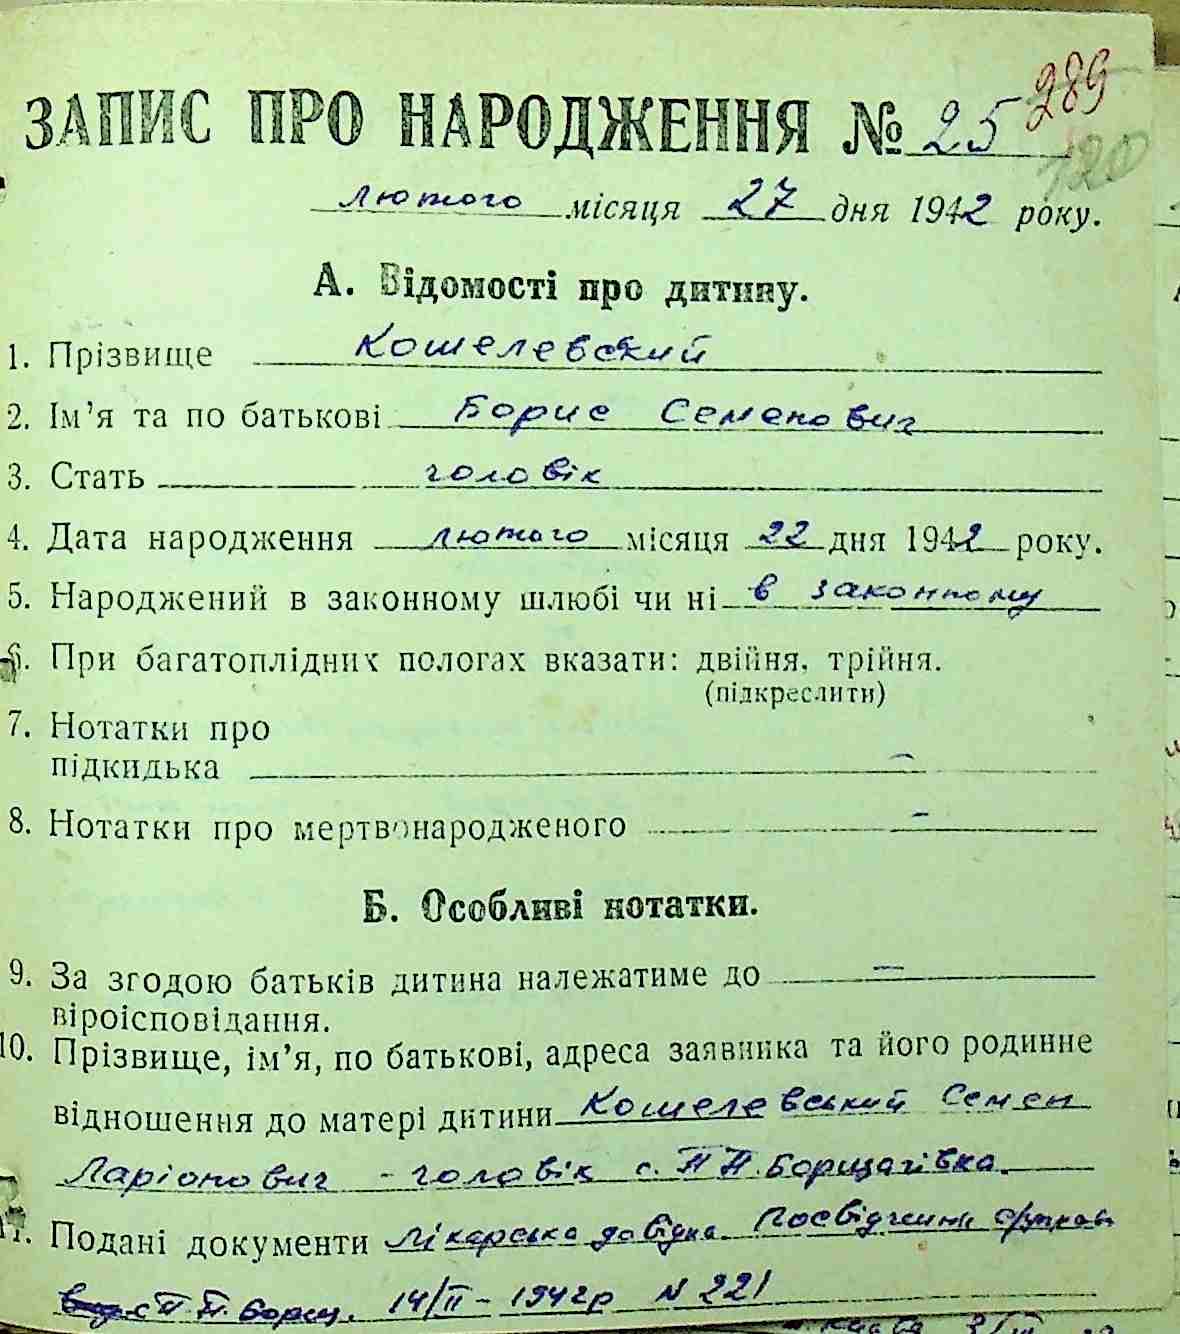 289
ЗАПИС ПРО НАРОДЖЕННЯ № 25
120
лютого місяця 27 дня 1942 року.
А. Відомості про дитину.
1. Прізвище Кошелевский
2. Ім’я та по батькові Борис Семенович
3. Стать чоловік
4. Дата народження лютого місяця 22 дня 1942 року.
5. Народжений в законному шлюбі чи ні в законному
6. При багатоплідних пологах вказати: двійня, трійня.
(підкреслити)
7. Нотатки про
підкидька –
8. Нотатки про мертвонародженого –
Б. Особливі нотатки.
9. За згодою батьків дитина належатиме до –
віроісповідання.
10. Прізвище, ім’я, по батькові, адреса заявника та його родинне
відношення до матері дитини Кошелевський Семен
Ларіонович - чоловік с. П П. Борщагівка.
11. Подані документи лікарська довідка
с П. П. Борщ. 14/II – 1942р N 221